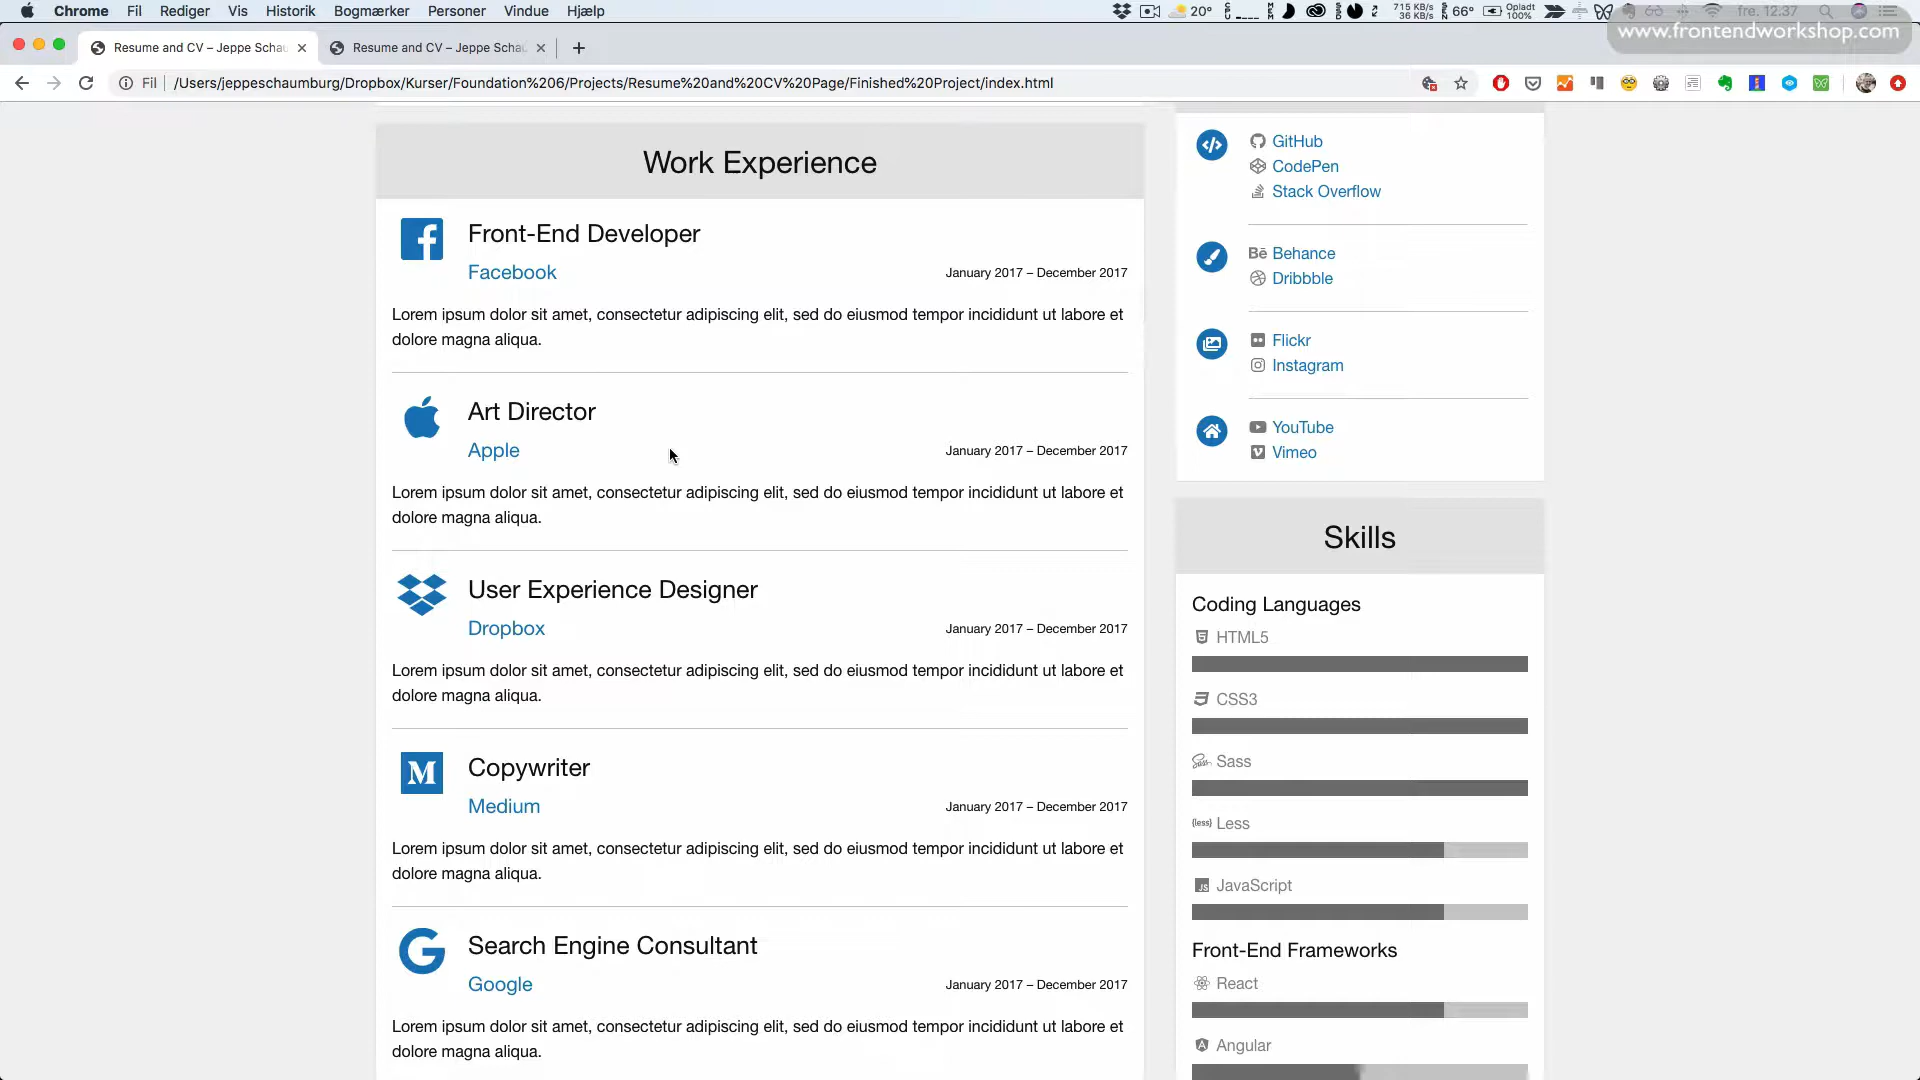 Chrome Fil Rediger Vis Historik Bogmærker Personer Vindue Hjælp 20° 715 KB/s 36 KB/s 66° Opladt 100% fre. 12.37
www.frontendworkshop.com
Resume and CV – Jeppe Schau
Resume and CV – Jeppe Schau
Fil /Users/jeppeschaumburg/Dropbox/Kurser/Foundation%206/Projects/Resume%20and%20CV%20Page/Finished%20Project/index.html
Work Experience
Front-End Developer
Facebook
January 2017 – December 2017
Lorem ipsum dolor sit amet, consectetur adipiscing elit, sed do eiusmod tempor incididunt ut labore et
dolore magna aliqua.
Art Director
Apple
January 2017 – December 2017
Lorem ipsum dolor sit amet, consectetur adipiscing elit, sed do eiusmod tempor incididunt ut labore et
dolore magna aliqua.
User Experience Designer
Dropbox
January 2017 – December 2017
Lorem ipsum dolor sit amet, consectetur adipiscing elit, sed do eiusmod tempor incididunt ut labore et
dolore magna aliqua.
M
Copywriter
Medium
January 2017 – December 2017
Lorem ipsum dolor sit amet, consectetur adipiscing elit, sed do eiusmod tempor incididunt ut labore et
dolore magna aliqua.
G
Search Engine Consultant
Google
January 2017 – December 2017
Lorem ipsum dolor sit amet, consectetur adipiscing elit, sed do eiusmod tempor incididunt ut labore et
dolore magna aliqua.
GitHub
CodePen
Stack Overflow
Bē Behance
Dribbble
Flickr
Instagram
YouTube
Vimeo
Skills
Coding Languages
HTML5
CSS3
Sass
{less} Less
JS JavaScript
Front-End Frameworks
React
Angular